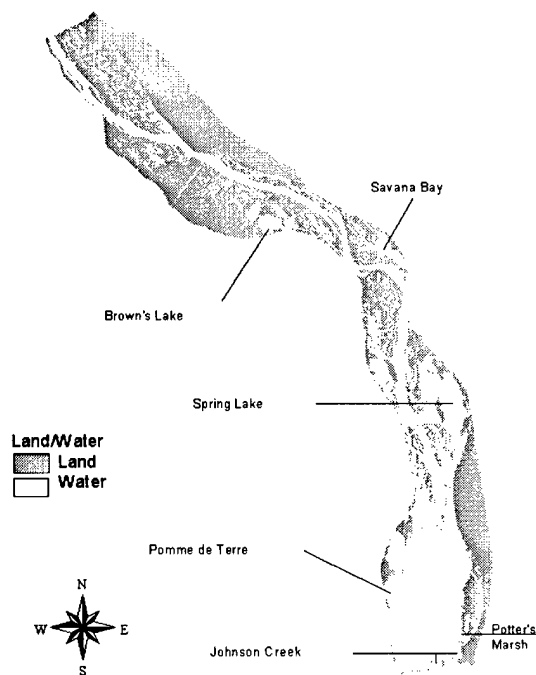 Savana Bay
Brown's Lake
Spring Lake
Land/Water
Land
Water
Pomme de Terre
N
W E
S
Potter's
Marsh
Johnson Creek